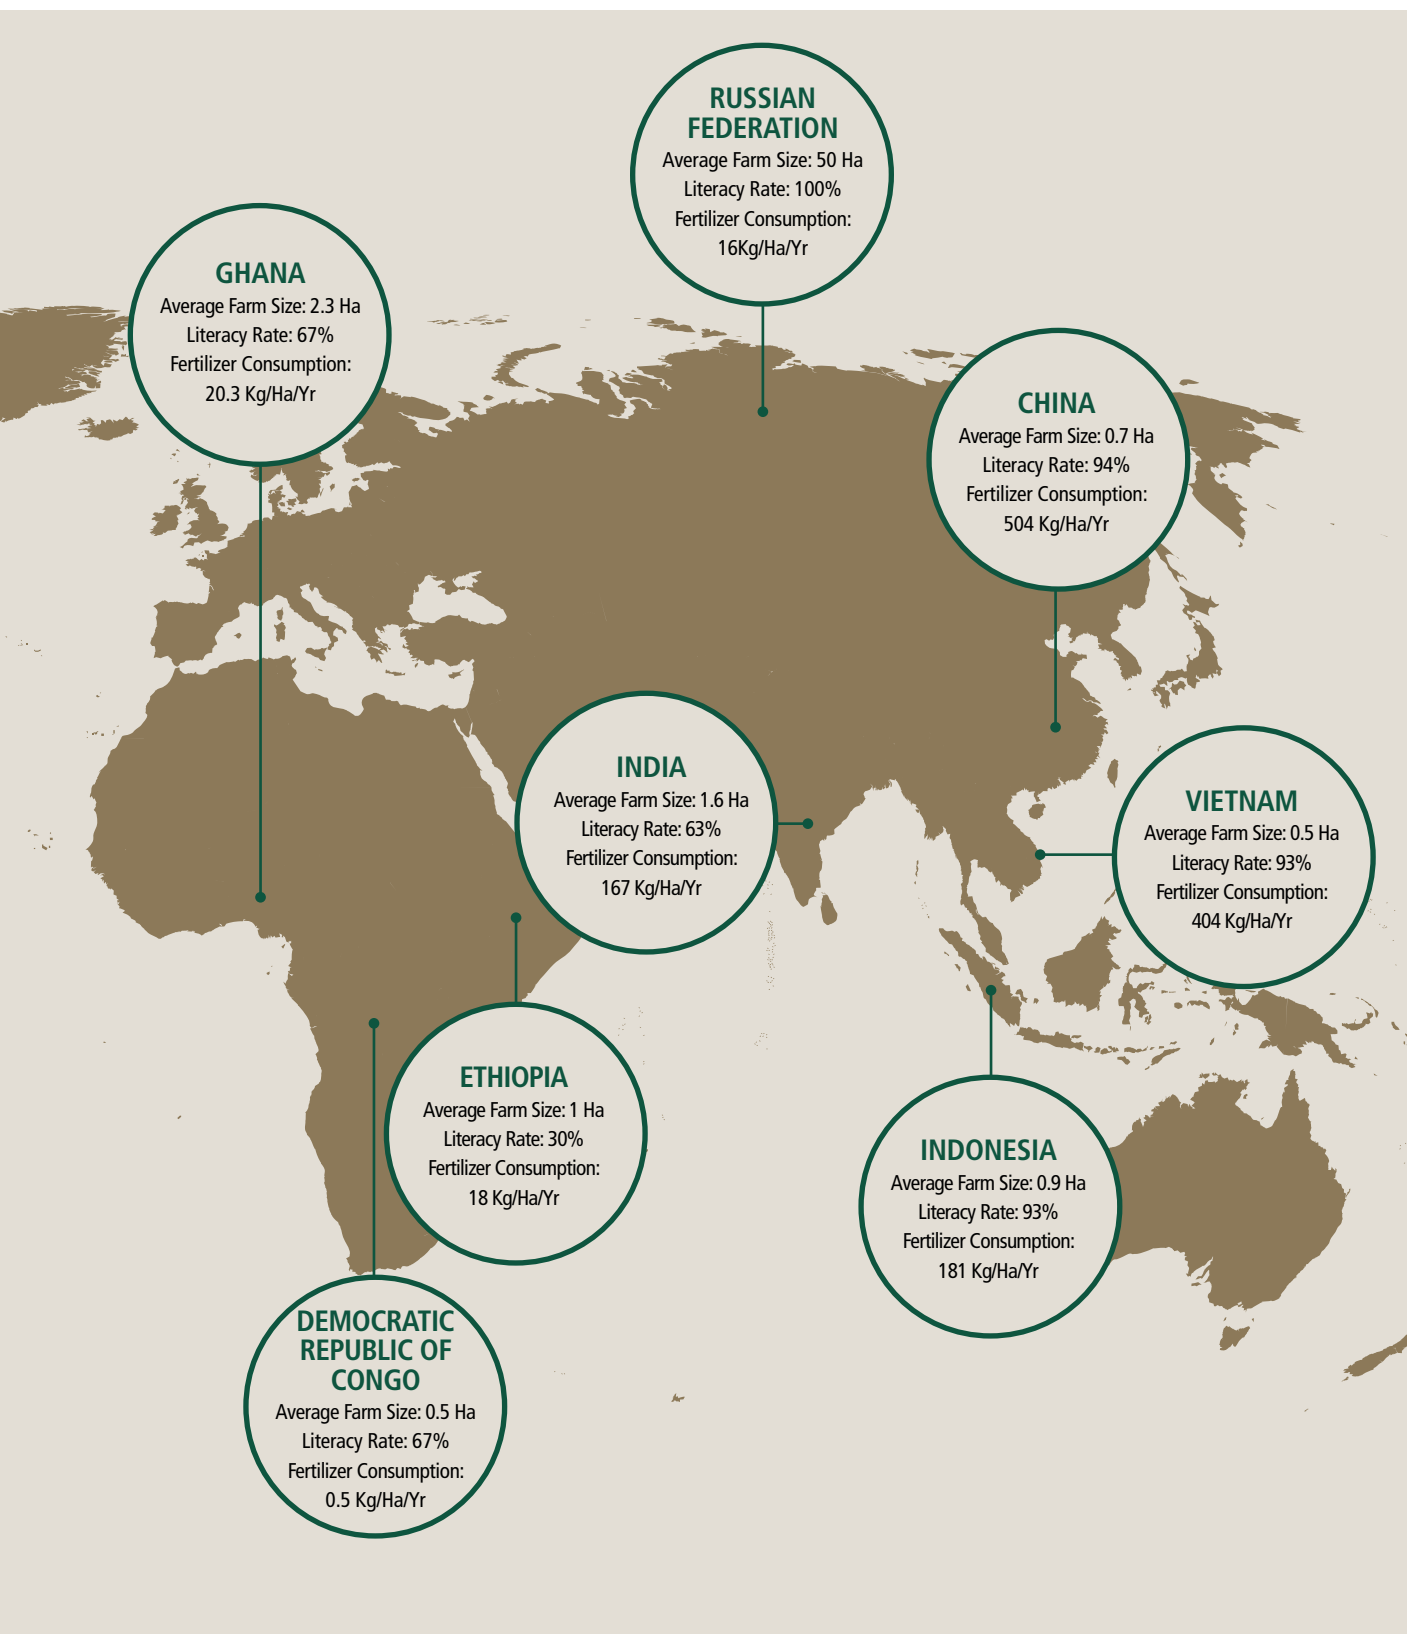 RUSSIAN
FEDERATION
Average Farm Size: 50 Ha
Literacy Rate: 100%
Fertilizer Consumption:
16Kg/Ha/Yr
GHANA
Average Farm Size: 2.3 Ha
Literacy Rate: 67%
Fertilizer Consumption:
20.3 Kg/Ha/Yr
CHINA
Average Farm Size: 0.7 Ha
Literacy Rate: 94%
Fertilizer Consumption:
504 Kg/Ha/Yr
INDIA
Average Farm Size: 1.6 Ha
Literacy Rate: 63%
Fertilizer Consumption:
167 Kg/Ha/Yr
VIETNAM
Average Farm Size: 0.5 Ha
Literacy Rate: 93%
Fertilizer Consumption:
404 Kg/Ha/Yr
ETHIOPIA
Average Farm Size: 1 Ha
Literacy Rate: 30%
Fertilizer Consumption:
18 Kg/Ha/Yr
INDONESIA
Average Farm Size: 0.9 Ha
Literacy Rate: 93%
Fertilizer Consumption:
181 Kg/Ha/Yr
DEMOCRATIC
REPUBLIC OF
CONGO
Average Farm Size: 0.5 Ha
Literacy Rate: 67%
Fertilizer Consumption:
0.5 Kg/Ha/Yr